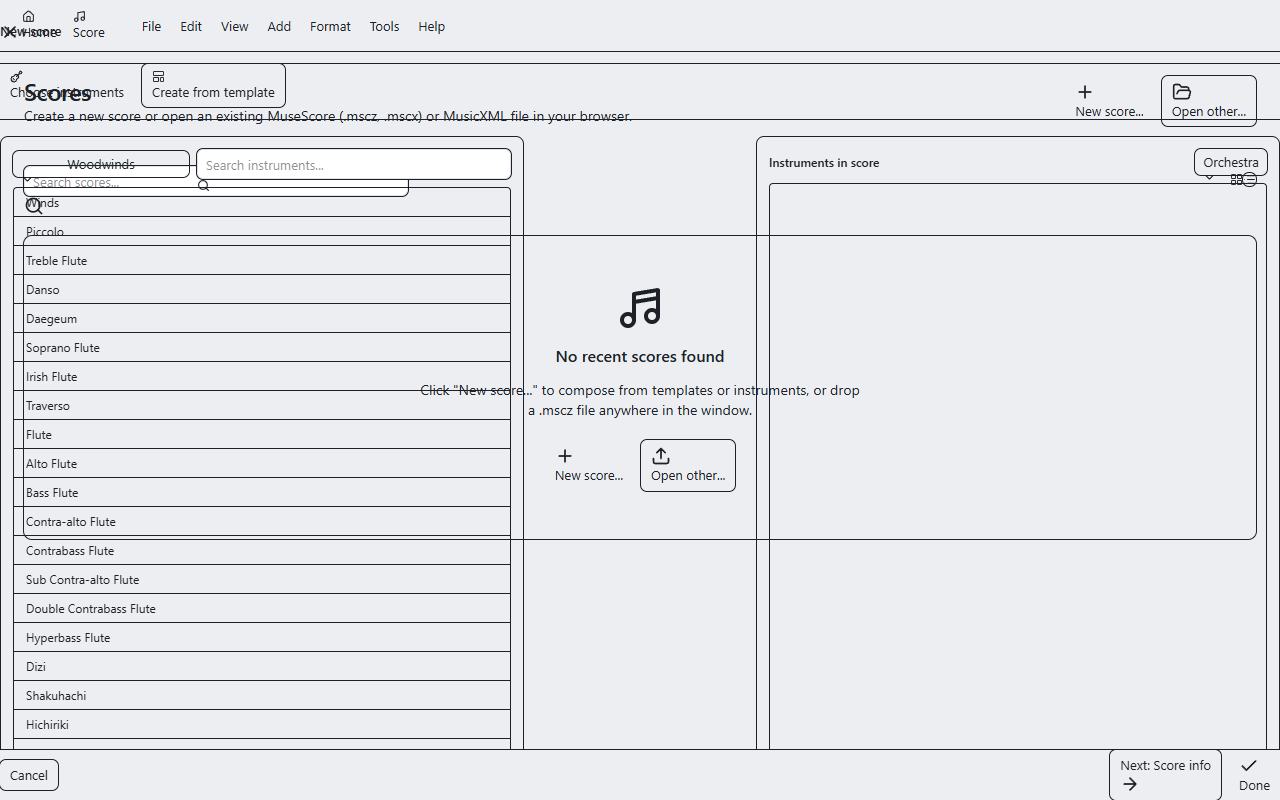 New score
Home
Score
File
Edit
View
Add
Format
Tools
Help
Choose instruments
Create from template
Scores
Create a new score or open an existing MuseScore (.mscz, .mscx) or MusicXML file in your browser.
New score...
Open other...
Woodwinds
Search instruments...
Search scores...
Instruments in score
Orchestra
Winds
Piccolo
Treble Flute
Danso
Daegeum
Soprano Flute
Irish Flute
Traverso
Flute
Alto Flute
Bass Flute
Contra-alto Flute
Contrabass Flute
Sub Contra-alto Flute
Double Contrabass Flute
Hyperbass Flute
Dizi
Shakuhachi
Hichiriki
No recent scores found
Click "New score..." to compose from templates or instruments, or drop
a .mscz file anywhere in the window.
New score...
Open other...
Cancel
Next: Score info
Done